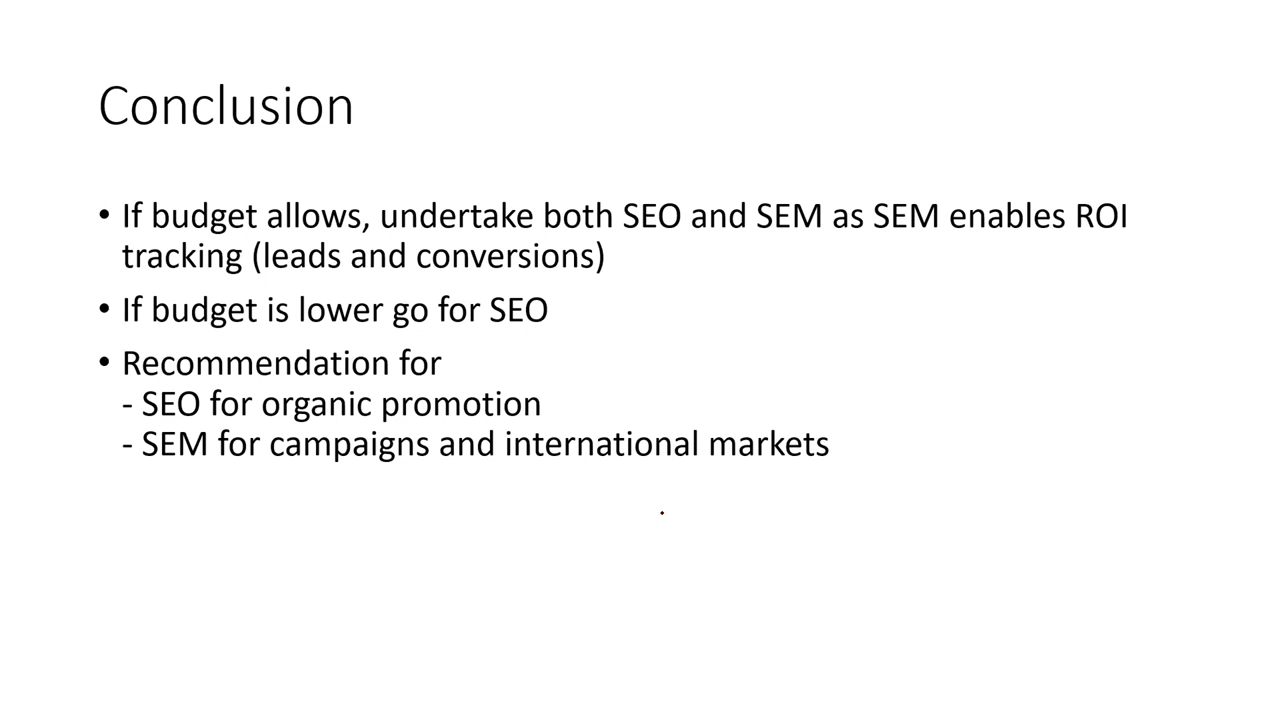 Conclusion
• If budget allows, undertake both SEO and SEM as SEM enables ROI
tracking (leads and conversions)
• If budget is lower go for SEO
• Recommendation for
- SEO for organic promotion
- SEM for campaigns and international markets